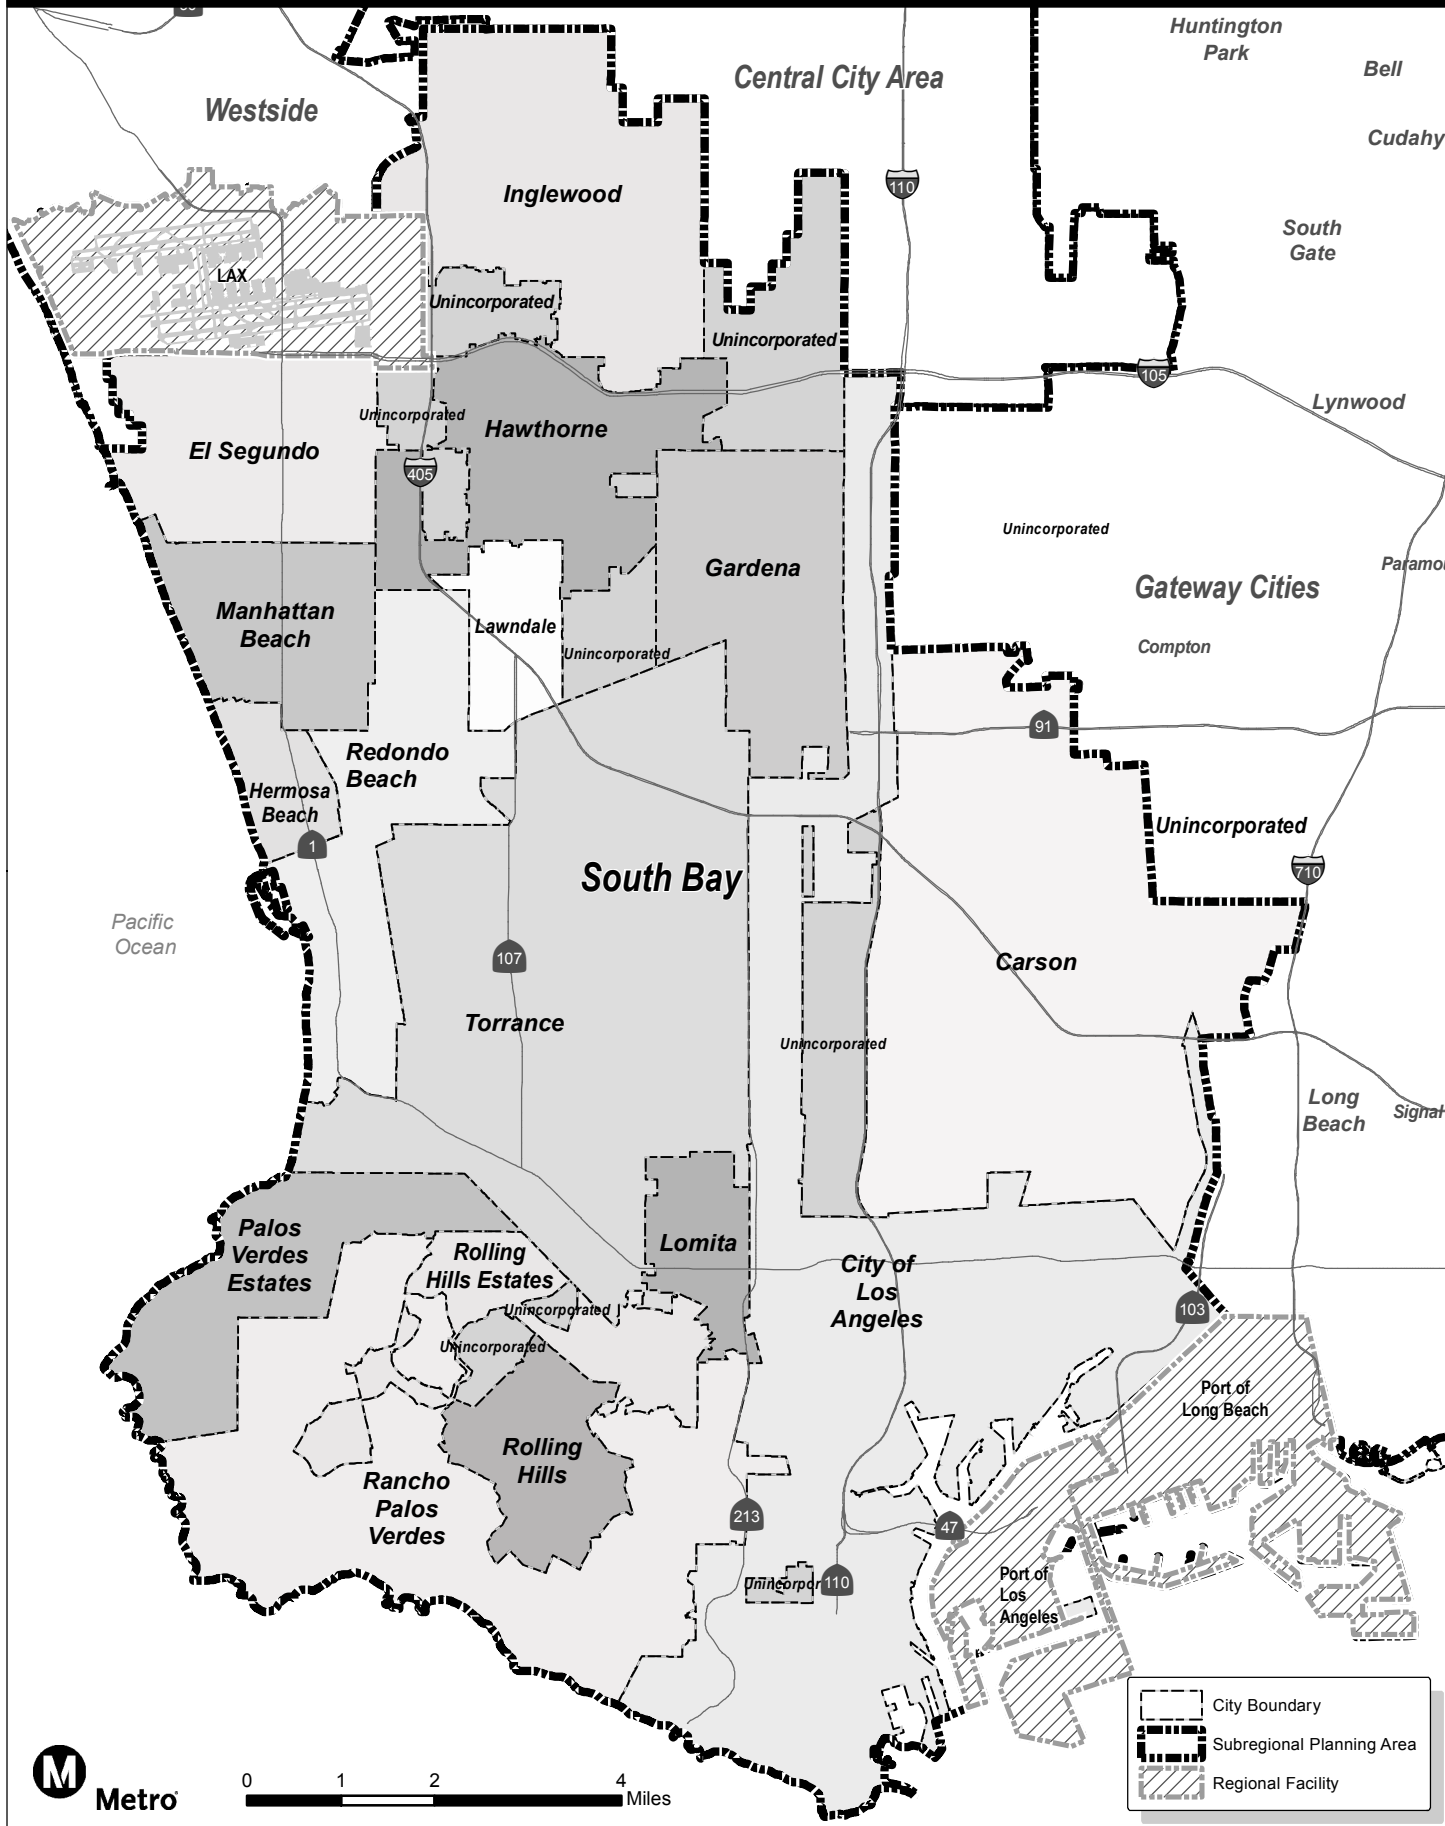 Huntington
Park
Bell
Central City Area
Westside
Cudahy
110
Inglewood
South
Gate
LAX
Unincorporated
Unincorporated
105
Lynwood
Unincorporated
Hawthorne
El Segundo
405
Unincorporated
Gardena
Paramou
Gateway Cities
Manhattan
Beach
Lawndale
Compton
Unincorporated
91
Redondo
Beach
Hermosa
Beach
Unincorporated
1
South Bay
710
Pacific
Ocean
107
Carson
Torrance
Unincorporated
Long
Beach
Signal
Palos
Verdes
Estates
Rolling
Hills Estates
Lomita
City of
Los
Angeles
Unincorporated
103
Unincorporated
Port of
Long Beach
Rolling
Hills
Rancho
Palos
Verdes
213
47
Unincorpor
110
Port of
Los
Angeles
City Boundary
Subregional Planning Area
Regional Facility
M
Metro
0 1 2 4
Miles